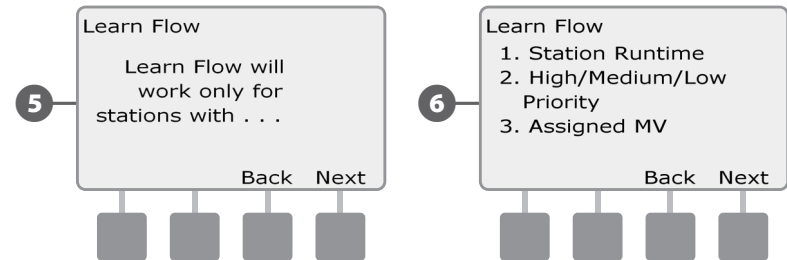 Learn Flow
Learn Flow will
work only for
stations with . . .
Back Next
5
Learn Flow
1. Station Runtime
2. High/Medium/Low
Priority
3. Assigned MV
Back Next
6